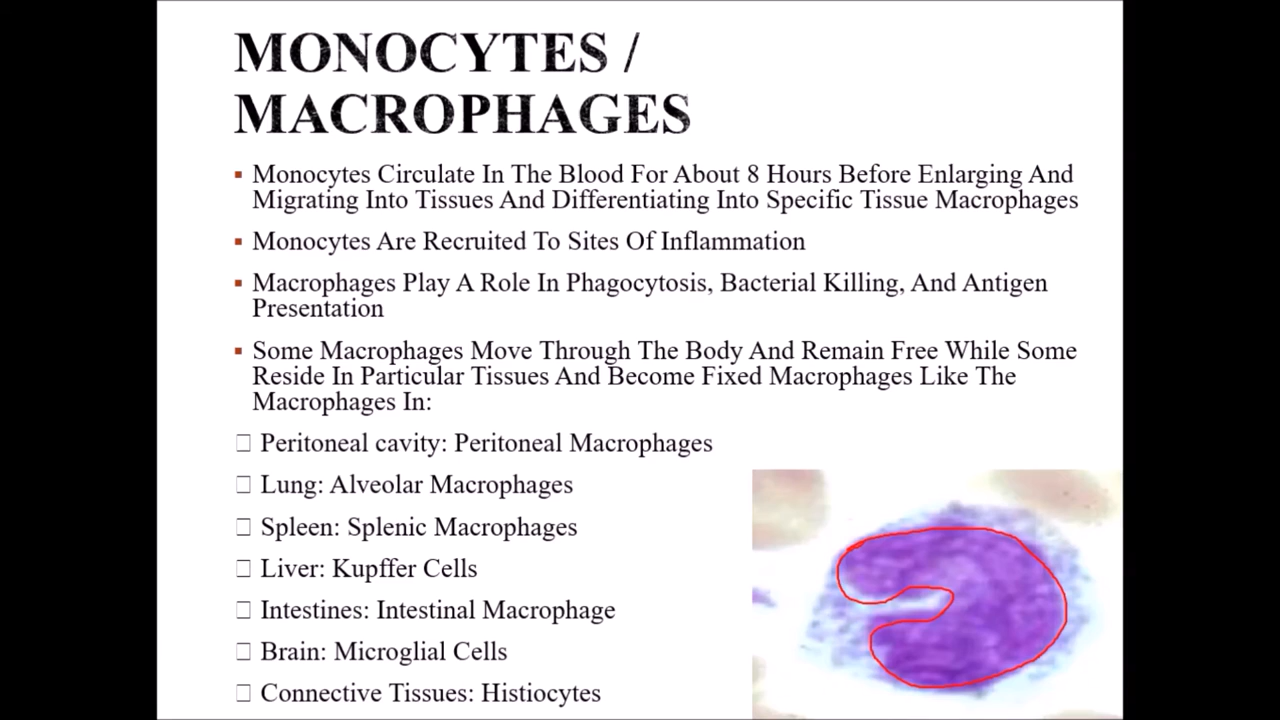 MONOCYTES /
MACROPHAGES
▪ Monocytes Circulate In The Blood For About 8 Hours Before Enlarging And
Migrating Into Tissues And Differentiating Into Specific Tissue Macrophages
▪ Monocytes Are Recruited To Sites Of Inflammation
▪ Macrophages Play A Role In Phagocytosis, Bacterial Killing, And Antigen
Presentation
▪ Some Macrophages Move Through The Body And Remain Free While Some
Reside In Particular Tissues And Become Fixed Macrophages Like The
Macrophages In:
□ Peritoneal cavity: Peritoneal Macrophages
□ Lung: Alveolar Macrophages
□ Spleen: Splenic Macrophages
□ Liver: Kupffer Cells
□ Intestines: Intestinal Macrophage
□ Brain: Microglial Cells
□ Connective Tissues: Histiocytes